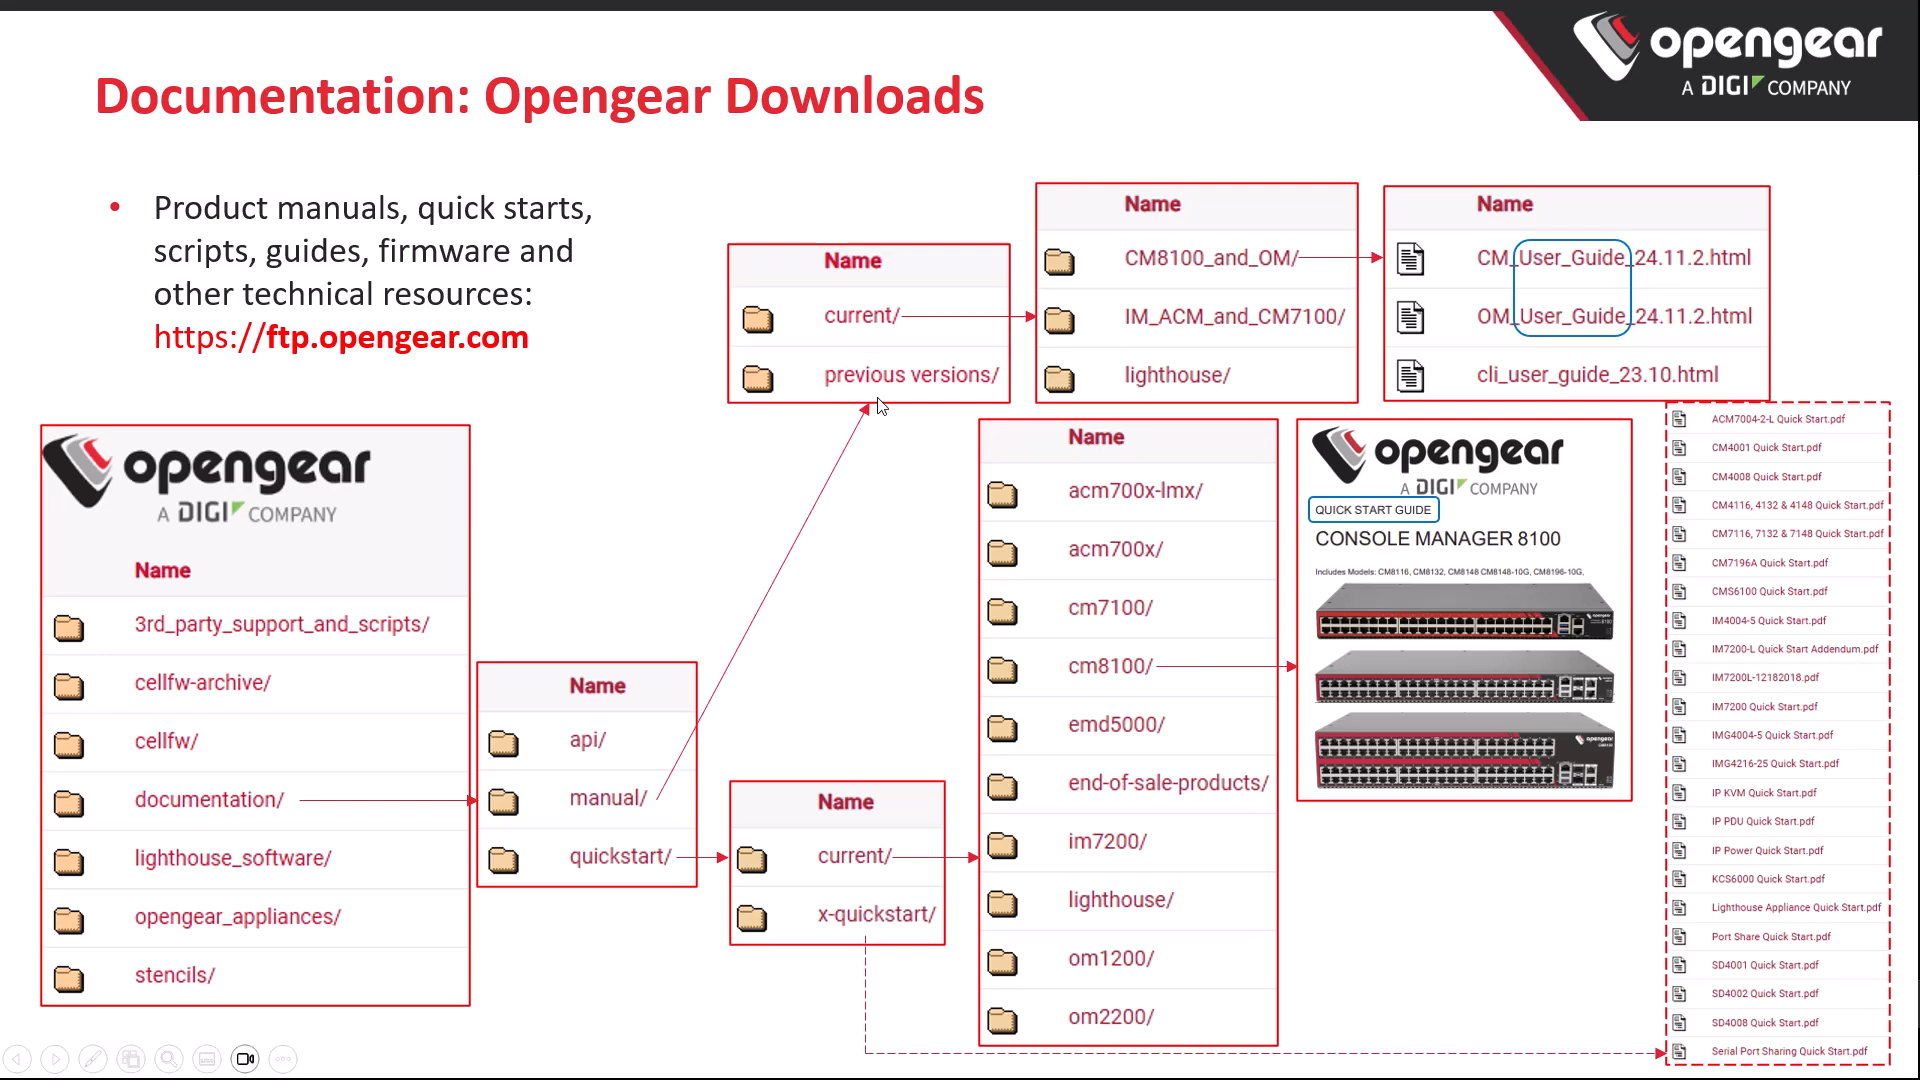 opengear
A DIGI COMPANY
Documentation: Opengear Downloads
• Product manuals, quick starts,
scripts, guides, firmware and
other technical resources:
https://ftp.opengear.com
opengear
A DIGI COMPANY
Name
3rd_party_support_and_scripts/
cellfw-archive/
cellfw/
documentation/
lighthouse_software/
opengear_appliances/
stencils/
Name
api/
manual/
quickstart/
Name
current/
previous versions/
Name
CM8100_and_OM/
IM_ACM_and_CM7100/
lighthouse/
Name
CM_User_Guide_24.11.2.html
OM_User_Guide_24.11.2.html
cli_user_guide_23.10.html
Name
current/
x-quickstart/
Name
acm700x-lmx/
acm700x/
cm7100/
cm8100/
emd5000/
end-of-sale-products/
im7200/
lighthouse/
om1200/
om2200/
opengear
A DIGI COMPANY
QUICK START GUIDE
CONSOLE MANAGER 8100
Includes Models: CM8116, CM8132, CM8148 CM8148-10G, CM8196-10G,
ACM7004-2-L Quick Start.pdf
CM4001 Quick Start.pdf
CM4008 Quick Start.pdf
CM4116, 4132 & 4148 Quick Start.pdf
CM7116, 7132 & 7148 Quick Start.pdf
CM7196A Quick Start.pdf
CMS6100 Quick Start.pdf
IM4004-5 Quick Start.pdf
IM7200-L Quick Start Addendum.pdf
IM7200L-12182018.pdf
IM7200 Quick Start.pdf
IMG4004-5 Quick Start.pdf
IMG4216-25 Quick Start.pdf
IP KVM Quick Start.pdf
IP PDU Quick Start.pdf
IP Power Quick Start.pdf
KCS6000 Quick Start.pdf
Lighthouse Appliance Quick Start.pdf
Port Share Quick Start.pdf
SD4001 Quick Start.pdf
SD4002 Quick Start.pdf
SD4008 Quick Start.pdf
Serial Port Sharing Quick Start.pdf